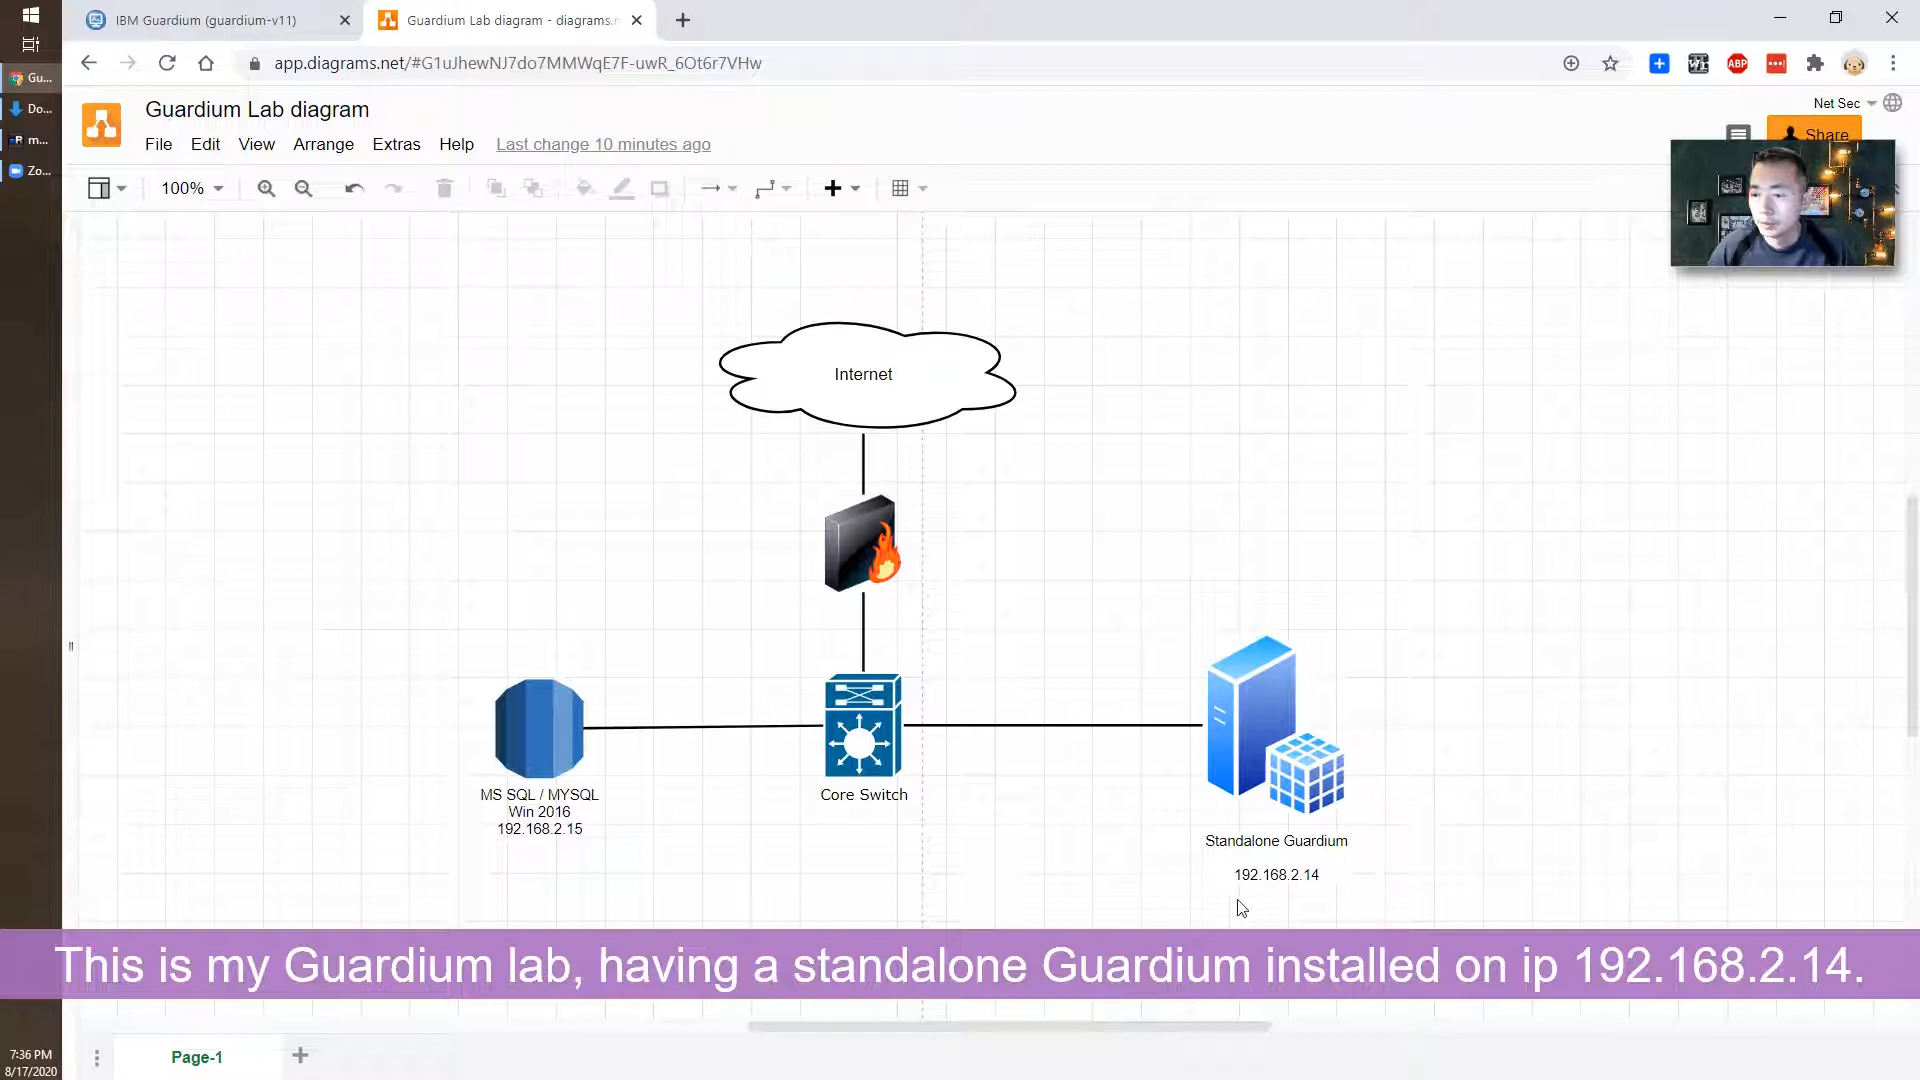 IBM Guardium (guardium-v11)
Guardium Lab diagram - diagrams.n
app.diagrams.net/#G1uJhewNJ7do7MMWqE7F-uwR_6Ot6r7VHw
ABP
Gu...
Do...
m...
Zo...
Guardium Lab diagram
Net Sec
Share
File Edit View Arrange Extras Help Last change 10 minutes ago
100%
Internet
MS SQL / MYSQL
Win 2016
192.168.2.15
Core Switch
Standalone Guardium
192.168.2.14
This is my Guardium lab, having a standalone Guardium installed on ip 192.168.2.14.
Page-1
7:36 PM
8/17/2020